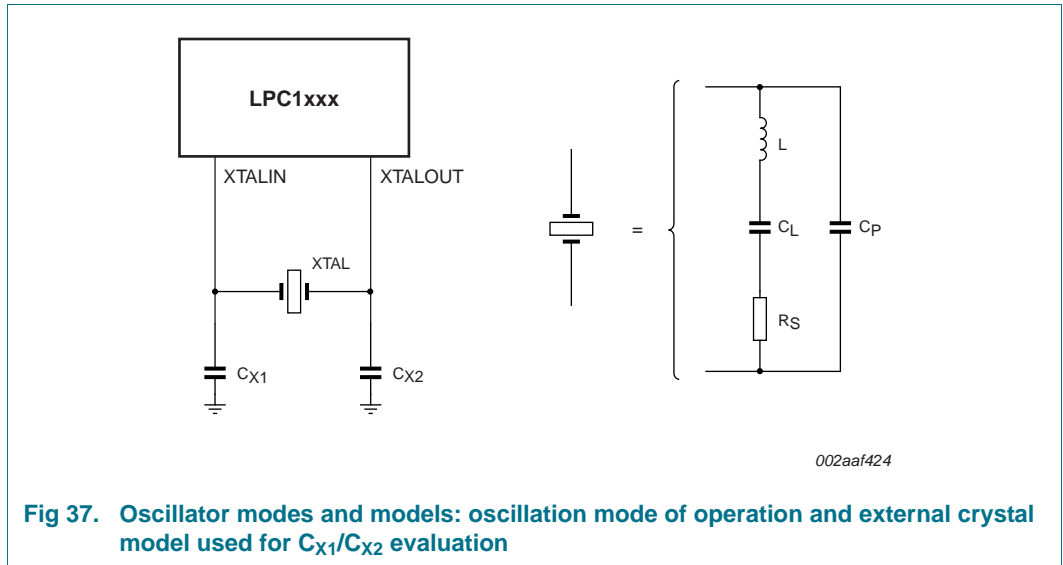 LPC1xxx
XTALIN
XTALOUT
XTAL
CX1
CX2
=
L
CL
CP
RS
002aaf424
Fig 37. Oscillator modes and models: oscillation mode of operation and external crystal
model used for CX1/CX2 evaluation